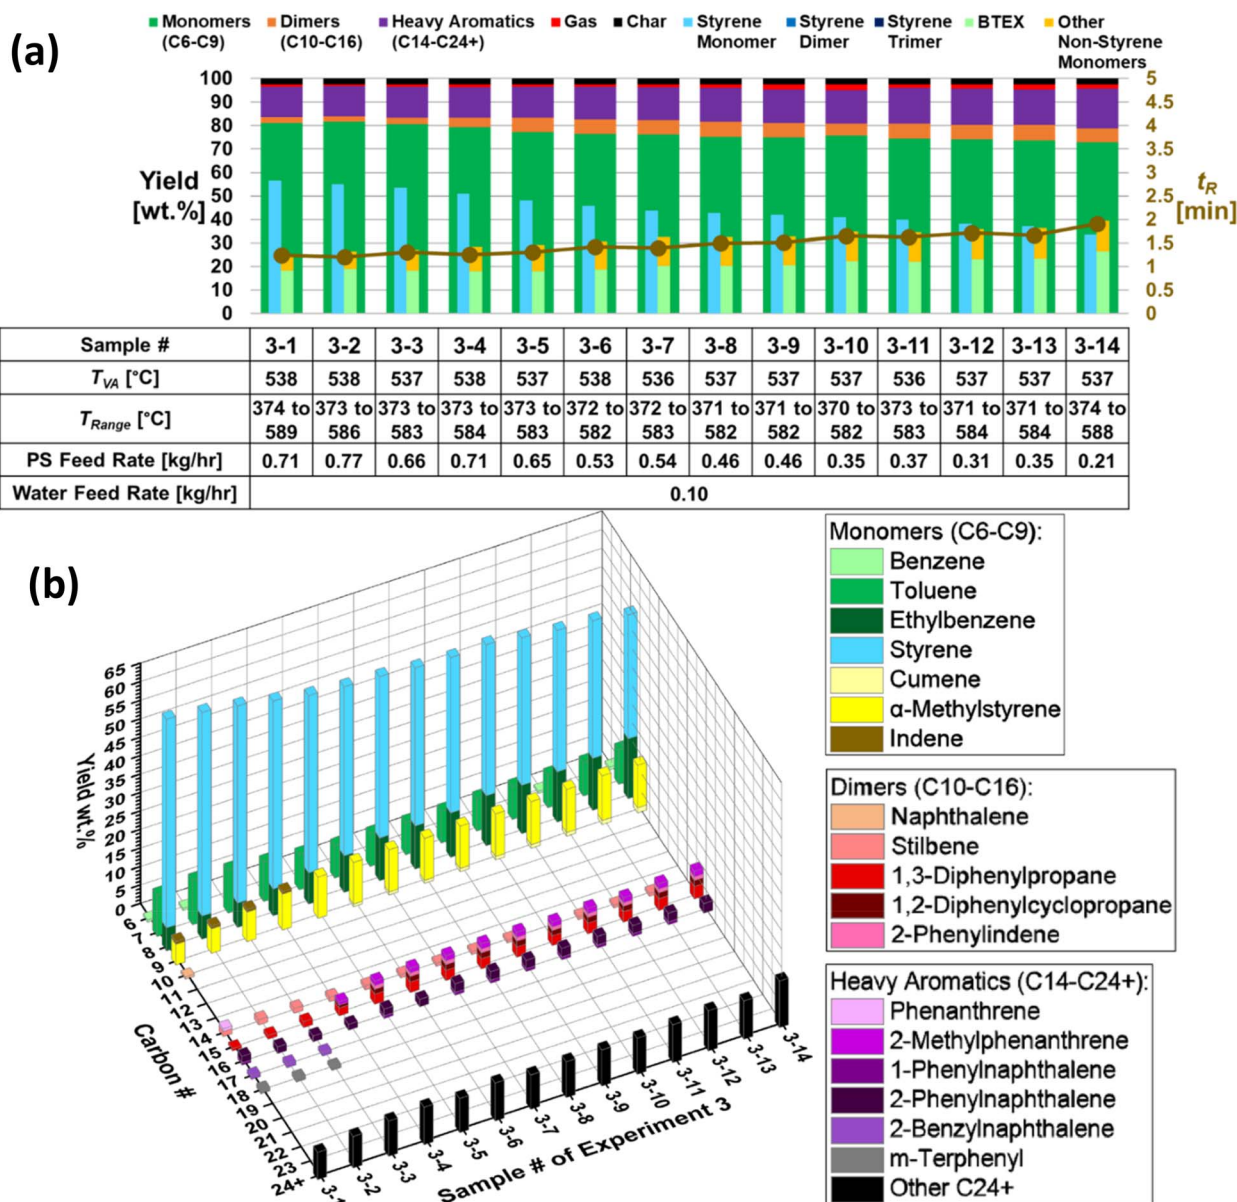 (a)
Monomers (C6-C9)
Dimers (C10-C16)
Heavy Aromatics (C14-C24+)
Gas
Char
Styrene Monomer
Styrene Dimer
Styrene Trimer
BTEX
Other Non-Styrene Monomers
Yield [wt.%]
100
90
80
70
60
50
40
30
20
10
0
5
4.5
4
3.5
3
2.5
2
1.5
1
0.5
0
tR [min]
Sample # 3-1 3-2 3-3 3-4 3-5 3-6 3-7 3-8 3-9 3-10 3-11 3-12 3-13 3-14
TVA [°C] 538 538 537 538 537 538 536 537 537 537 536 537 537 537
374 to 373 to 373 to 373 to 373 to 372 to 372 to 371 to 371 to 370 to 373 to 371 to 371 to 374 to
TRange [°C]
589 586 583 584 583 582 583 582 582 582 583 584 584 588
PS Feed Rate [kg/hr] 0.71 0.77 0.66 0.71 0.65 0.53 0.54 0.46 0.46 0.35 0.37 0.31 0.35 0.21
Water Feed Rate [kg/hr] 0.10
(b)
Yield wt.%
65
60
55
50
45
40
35
30
25
20
15
10
5
0
Carbon #
6
7
8
9
10
11
12
13
14
15
16
17
18
19
20
21
22
23
24+
Sample # of Experiment 3
3-2
3-3
3-4
3-5
3-6
3-7
3-8
3-9
3-10
3-11
3-12
3-13
3-14
Monomers (C6-C9):
Benzene
Toluene
Ethylbenzene
Styrene
Cumene
α-Methylstyrene
Indene
Dimers (C10-C16):
Naphthalene
Stilbene
1,3-Diphenylpropane
1,2-Diphenylcyclopropane
2-Phenylindene
Heavy Aromatics (C14-C24+):
Phenanthrene
2-Methylphenanthrene
1-Phenylnaphthalene
2-Phenylnaphthalene
2-Benzylnaphthalene
m-Terphenyl
Other C24+